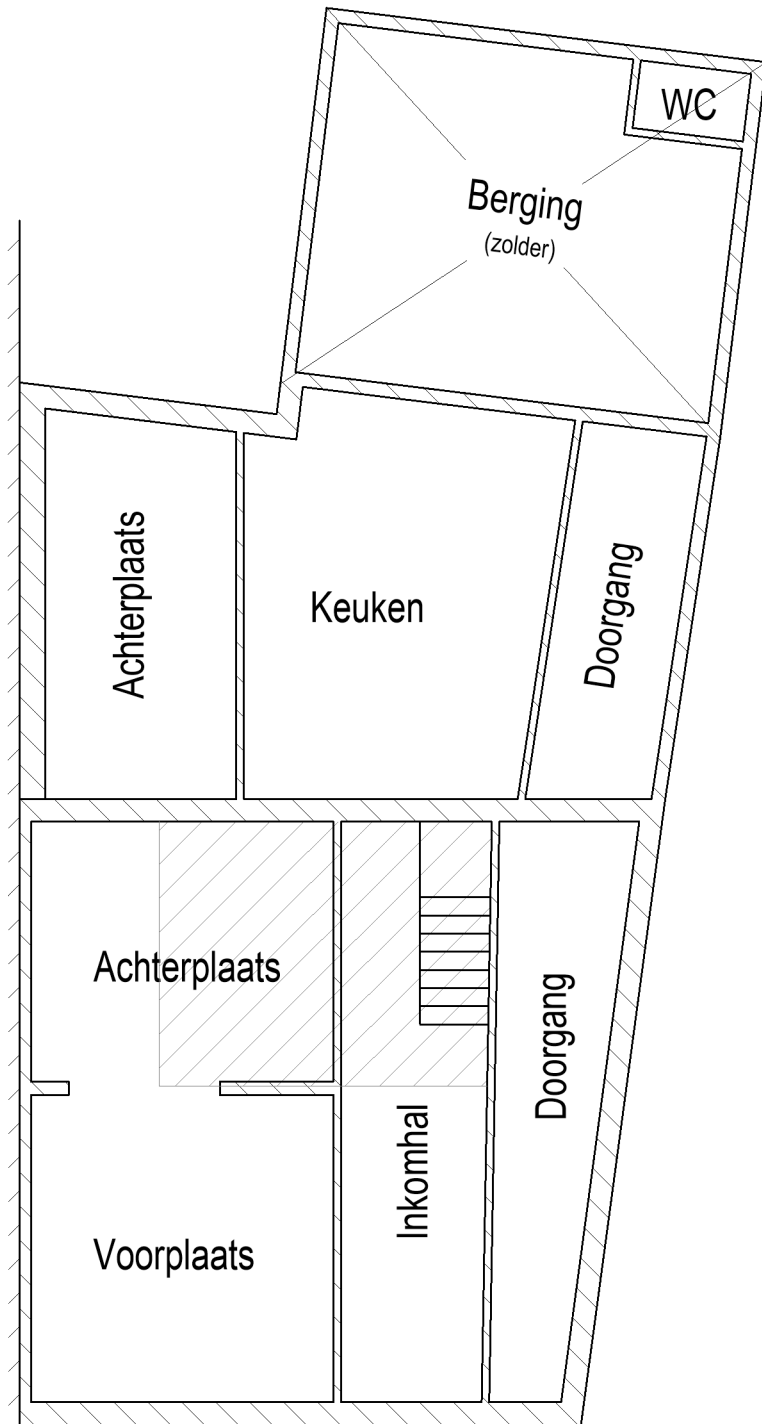 WC
Berging
(zolder)
Achterplaats
Keuken
Doorgang
Achterplaats
Doorgang
Inkomhal
Voorplaats